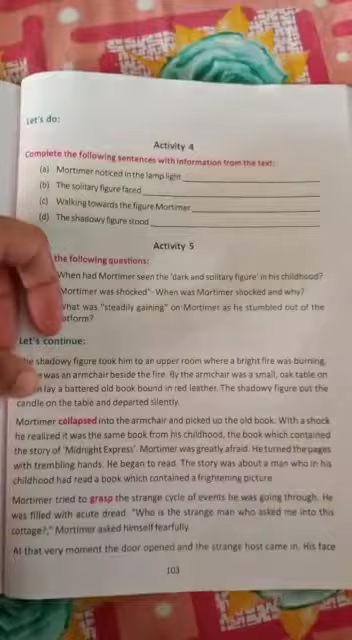 Let's do:
Activity 4
Complete the following sentences with information from the text:
(a) Mortimer noticed in the lamp light
(b) The solitary figure faced
(c) Walking towards the figure Mortimer
(d) The shadowy figure stood
Activity 5
the following questions:
When had Mortimer seen the 'dark and solitary figure' in his childhood?
Mortimer was shocked"- When was Mortimer shocked and why?
What was "steadily gaining" on Mortimer as he stumbled out of the
atform?
Let's continue:
he shadowy figure took him to an upper room where a bright fire was burning.
was an armchair beside the fire. By the armchair was a small, oak table on
lay a battered old book bound in red leather. The shadowy figure put the
candle on the table and departed silently.
Mortimer collapsed into the armchair and picked up the old book. With a shock
he realized it was the same book from his childhood, the book which contained
the story of 'Midnight Express'. Mortimer was greatly afraid. He turned the pages
with trembling hands. He began to read. The story was about a man who in his
childhood had read a book which contained a frightening picture.
Mortimer tried to grasp the strange cycle of events he was going through. He
was filled with acute dread. "Who is the strange man who asked me into this
cottage?," Mortimer asked himself fearfully.
At that very moment the door opened and the strange host came in. His face
103